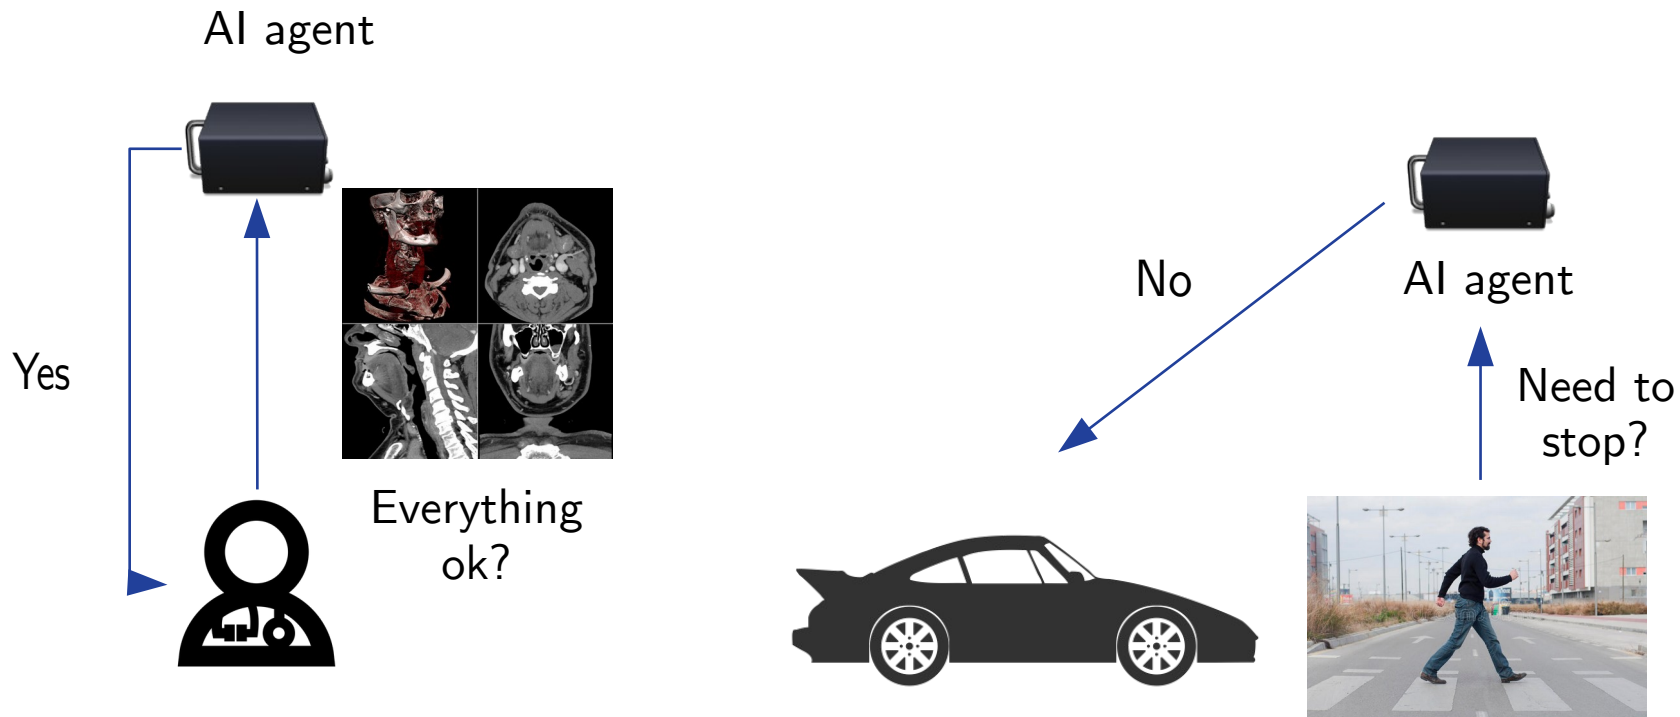 AI agent
Yes
Everything
ok?
No
AI agent
Need to
stop?